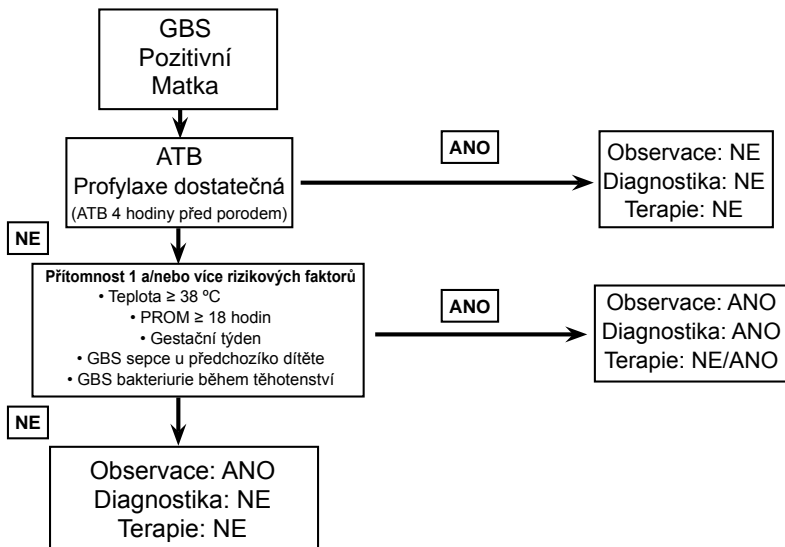 GBS
Pozitivní
Matka
ATB
Profylaxe dostatečná
(ATB 4 hodiny před porodem)
ANO
Observace: NE
Diagnostika: NE
Terapie: NE
NE
Přítomnost 1 a/nebo více rizikových faktorů
• Teplota ≥ 38 ºC
• PROM ≥ 18 hodin
• Gestační týden
• GBS sepce u předchozíko dítěte
• GBS bakteriurie během těhotenství
ANO
Observace: ANO
Diagnostika: ANO
Terapie: NE/ANO
NE
Observace: ANO
Diagnostika: NE
Terapie: NE